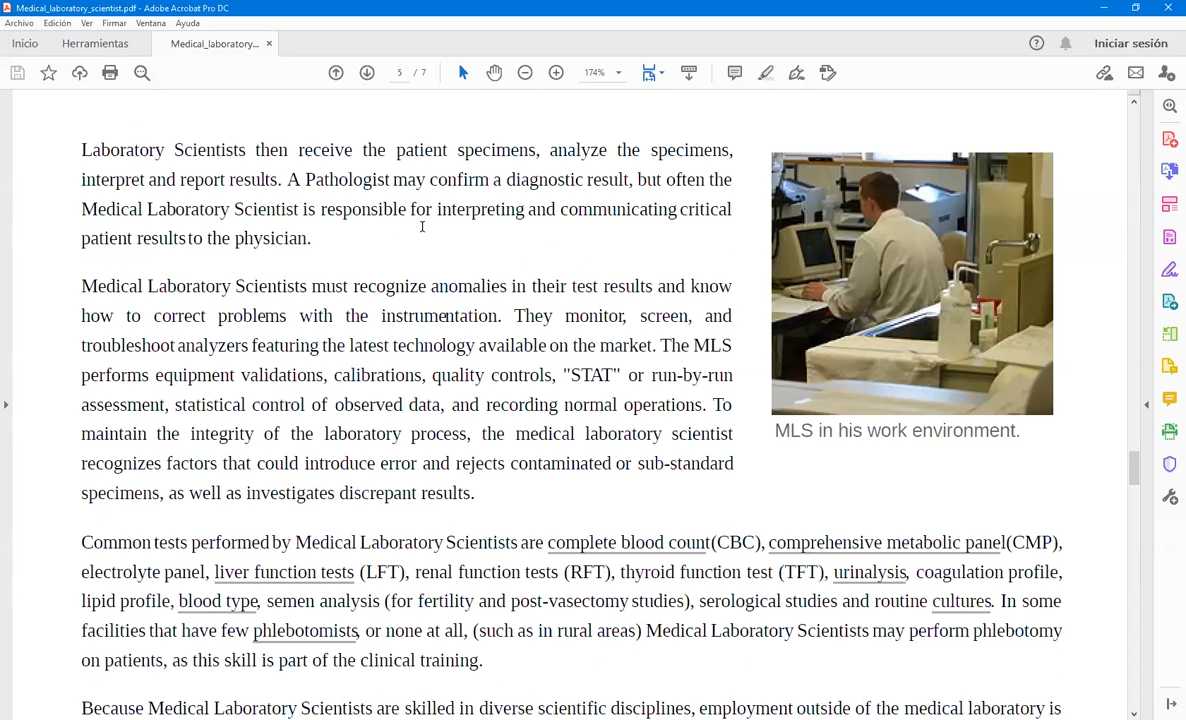 Medical_laboratory_scientist.pdf - Adobe Acrobat Pro DC
Archivo Edición Ver Firmar Ventana Ayuda
Inicio Herramientas Medical_laboratory... × Iniciar sesión
5 / 7 174%
Laboratory Scientists then receive the patient specimens, analyze the specimens,
interpret and report results. A Pathologist may confirm a diagnostic result, but often the
Medical Laboratory Scientist is responsible for interpreting and communicating critical
patient results to the physician.
Medical Laboratory Scientists must recognize anomalies in their test results and know
how to correct problems with the instrumentation. They monitor, screen, and
troubleshoot analyzers featuring the latest technology available on the market. The MLS
performs equipment validations, calibrations, quality controls, "STAT" or run-by-run
assessment, statistical control of observed data, and recording normal operations. To
maintain the integrity of the laboratory process, the medical laboratory scientist
recognizes factors that could introduce error and rejects contaminated or sub-standard
specimens, as well as investigates discrepant results.
MLS in his work environment.
Common tests performed by Medical Laboratory Scientists are complete blood count(CBC), comprehensive metabolic panel(CMP),
electrolyte panel, liver function tests (LFT), renal function tests (RFT), thyroid function test (TFT), urinalysis, coagulation profile,
lipid profile, blood type, semen analysis (for fertility and post-vasectomy studies), serological studies and routine cultures. In some
facilities that have few phlebotomists, or none at all, (such as in rural areas) Medical Laboratory Scientists may perform phlebotomy
on patients, as this skill is part of the clinical training.
Because Medical Laboratory Scientists are skilled in diverse scientific disciplines, employment outside of the medical laboratory is